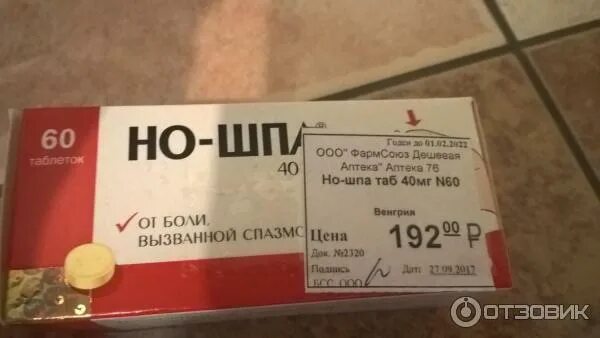 60
таблеток
НО-ШПА®
40
✓ ОТ БОЛИ,
ВЫЗВАННОЙ СПАЗМО
Годен до 01.02.2022
ООО" ФармСоюз Дешевая
Аптека" Аптека 76
Но-шпа таб 40мг N60
Венгрия
Цена 192 00 ₽
Док. №2320
Подпись Дат: 27.09.2017
БСС ООО
ОТЗОВИК